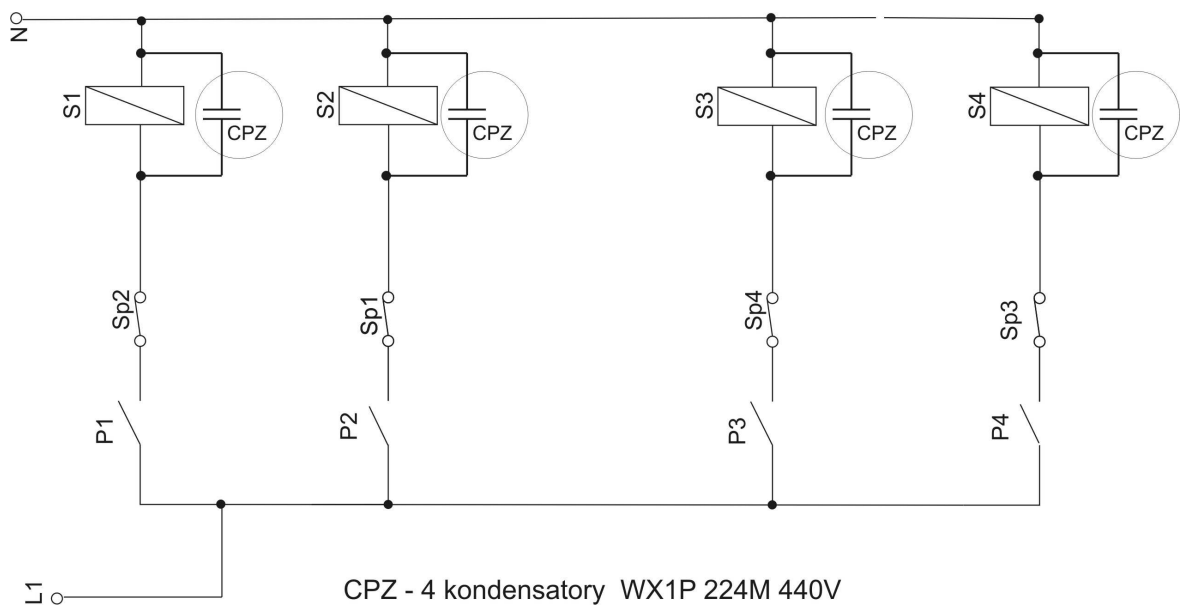 N
S1
CPZ
S2
CPZ
S3
CPZ
S4
CPZ
Sp2
Sp1
Sp4
Sp3
P1
P2
P3
P4
L1
CPZ - 4 kondensatory WX1P 224M 440V